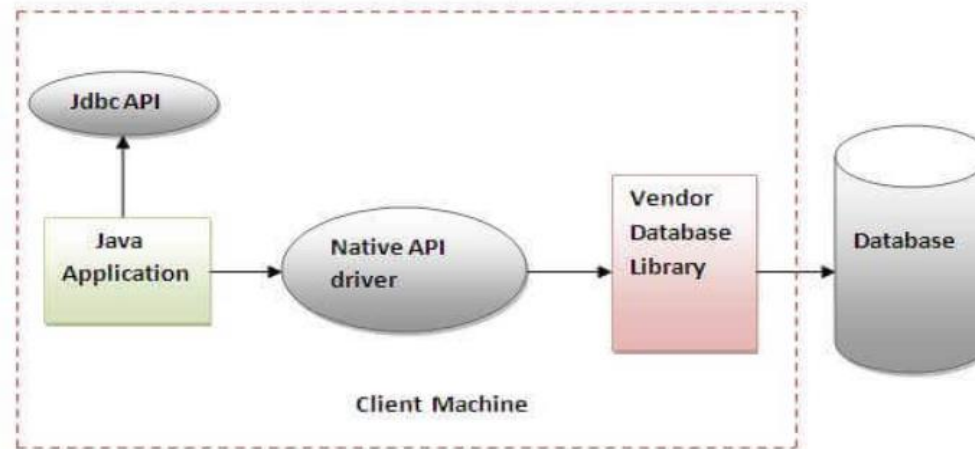 Jdbc API
Java
Application
Native API
driver
Vendor
Database
Library
Database
Client Machine